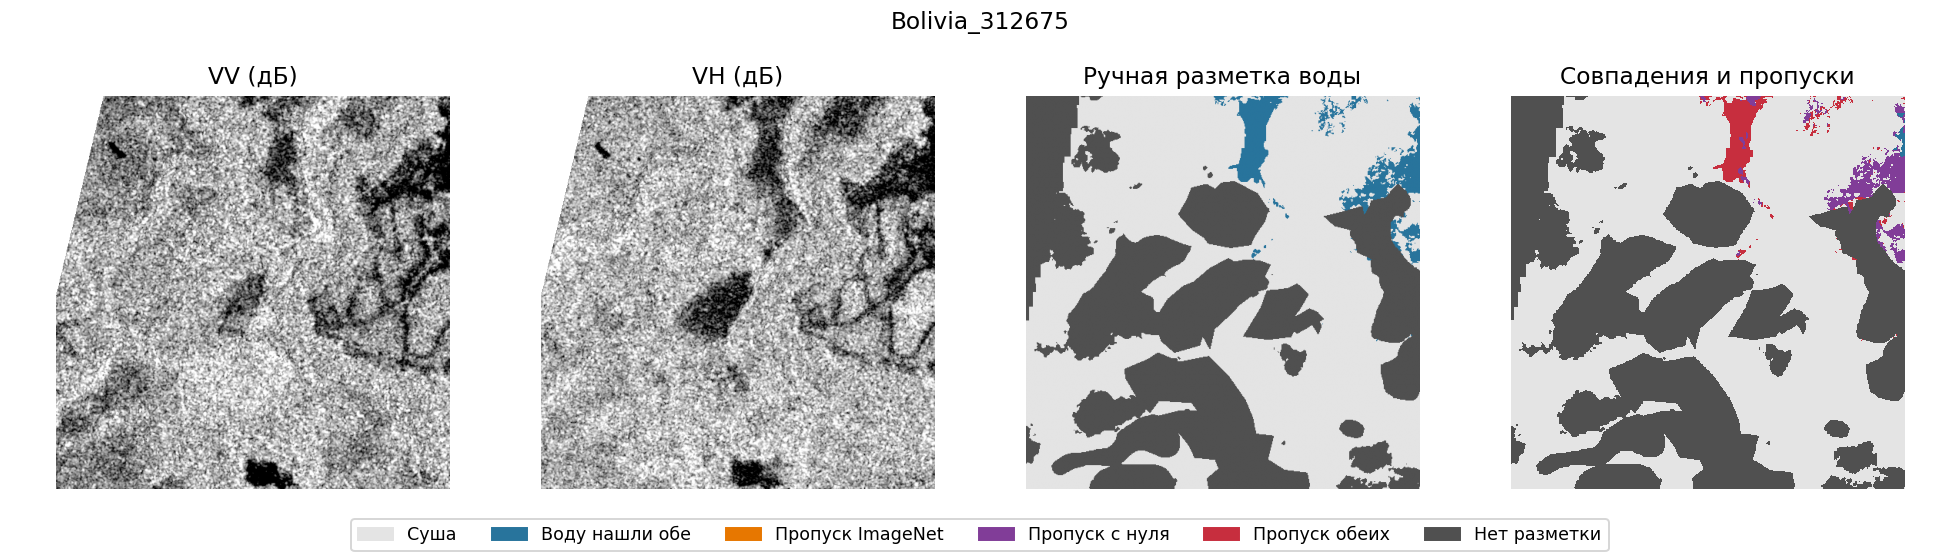 Bolivia_312675
VV (дБ)
VH (дБ)
Ручная разметка воды
Совпадения и пропуски
Суша
Воду нашли обе
Пропуск ImageNet
Пропуск с нуля
Пропуск обеих
Нет разметки